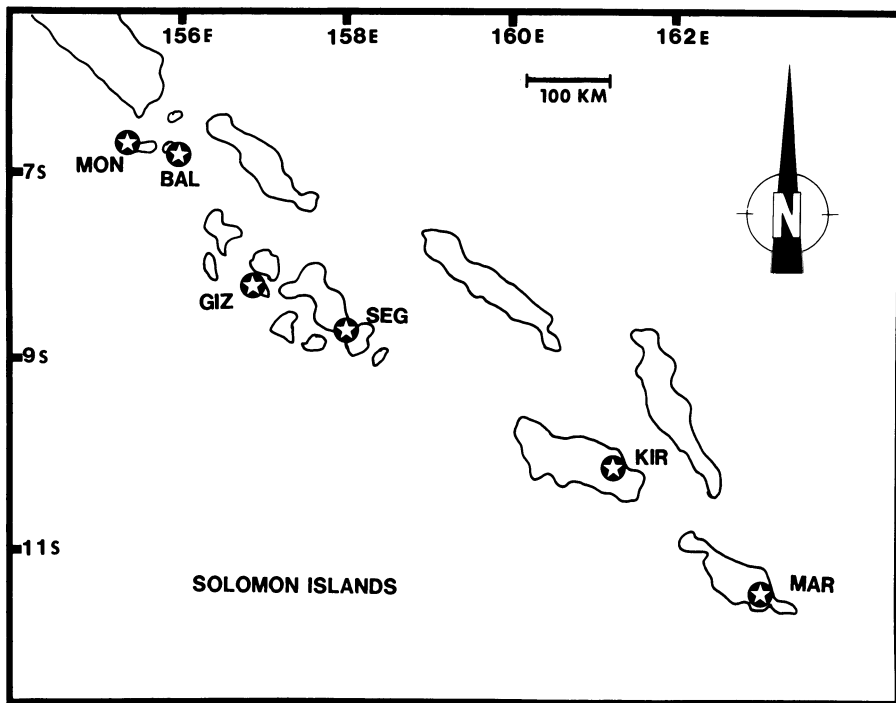 156E 158E 160E 162E
100 KM
MON
BAL
7S
N
GIZ
SEG
9S
KIR
11S
SOLOMON ISLANDS
MAR